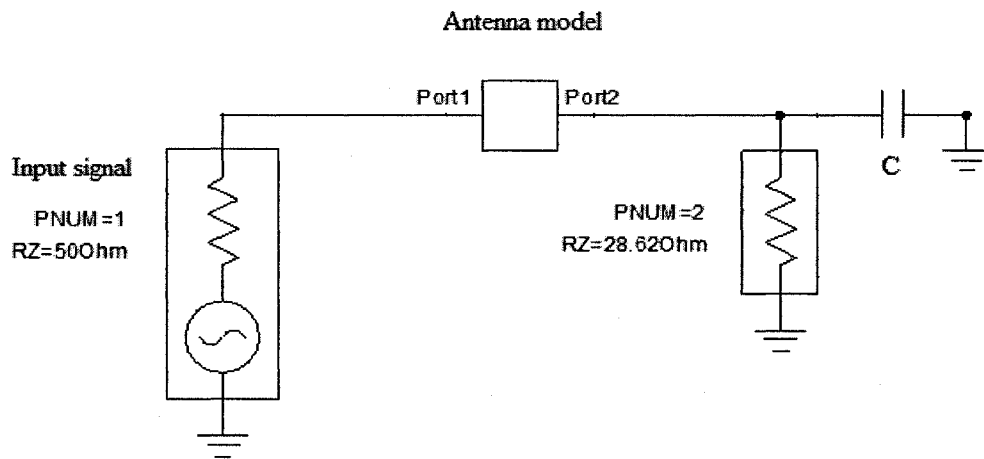 Antenna model
Port1
Port2
Input signal
PNUM=1
RZ=50Ohm
PNUM=2
RZ=28.62Ohm
C